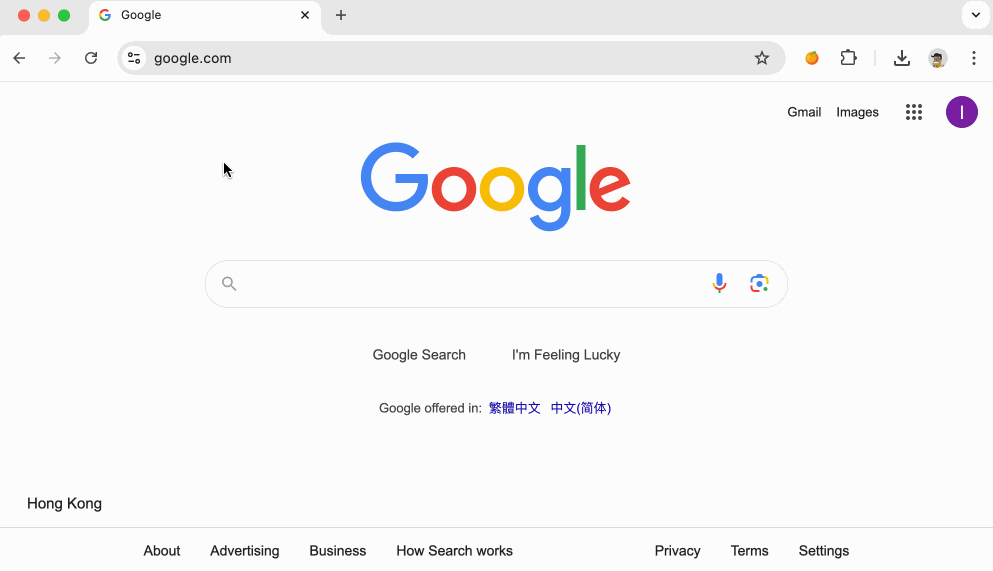 Google
google.com
Gmail Images
I
Google
Google Search I'm Feeling Lucky
Google offered in: 繁體中文 中文(简体)
Hong Kong
About Advertising Business How Search works Privacy Terms Settings